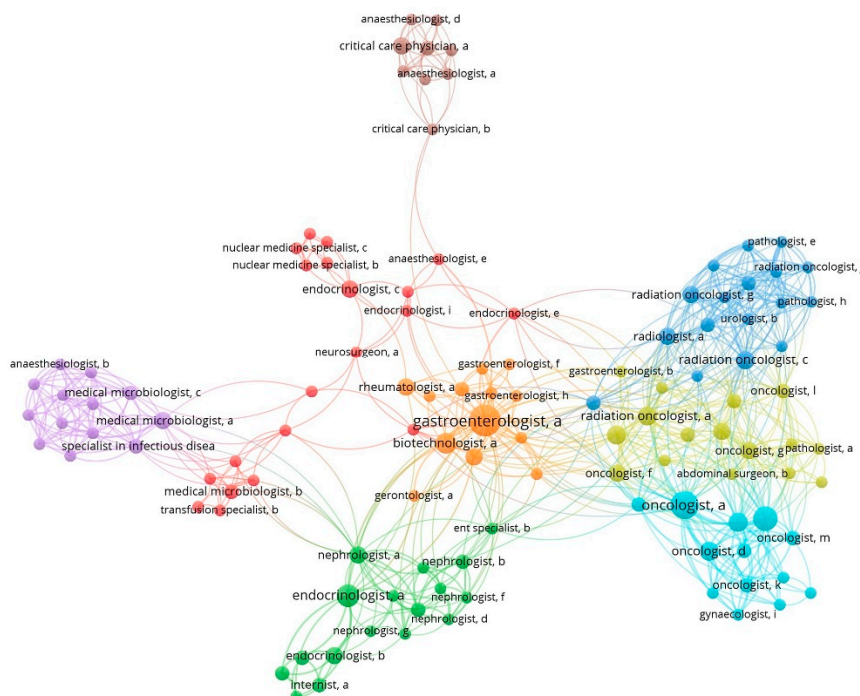 anaesthesiologist, d
critical care physician, a
anaesthesiologist, a
critical care physician, b
nuclear medicine specialist, c
nuclear medicine specialist, b
anaesthesiologist, e
endocrinologist, c
endocrinologist, i
endocrinologist, e
neurosurgeon, a
pathologist, e
radiation oncologist,
radiation oncologist, g
pathologist, h
urologist, b
radiologist, a
radiation oncologist, c
gastroenterologist, f
gastroenterologist, b
anaesthesiologist, b
medical microbiologist, c
rheumatologist, a
gastroenterologist, h
oncologist, l
medical microbiologist, a
gastroenterologist, a
radiation oncologist, a
specialist in infectious disea
biotechnologist, a
oncologist, g
pathologist, a
oncologist, f
abdominal surgeon, b
medical microbiologist, b
gerontologist, a
transfusion specialist, b
oncologist, a
ent specialist, b
oncologist, m
nephrologist, a
nephrologist, b
oncologist, d
endocrinologist, a
nephrologist, f
oncologist, k
nephrologist, d
gynaecologist, i
nephrologist, g
endocrinologist, b
internist, a